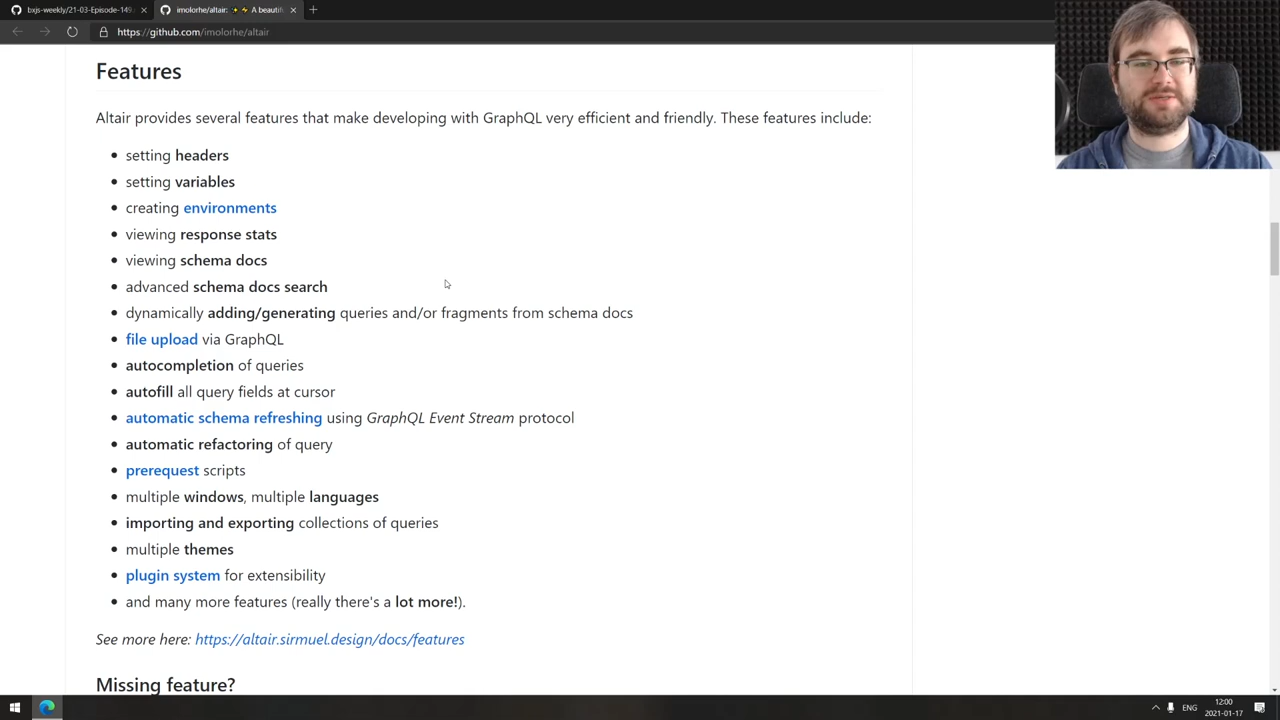 bxjs-weekly/21-03-Episode-149.
imolorhe/altair: ✨⚡ A beautif
https://github.com/imolorhe/altair
Features
Altair provides several features that make developing with GraphQL very efficient and friendly. These features include:
setting headers
setting variables
creating environments
viewing response stats
viewing schema docs
advanced schema docs search
dynamically adding/generating queries and/or fragments from schema docs
file upload via GraphQL
autocompletion of queries
autofill all query fields at cursor
automatic schema refreshing using GraphQL Event Stream protocol
automatic refactoring of query
prerequest scripts
multiple windows, multiple languages
importing and exporting collections of queries
multiple themes
plugin system for extensibility
and many more features (really there's a lot more!).
See more here: https://altair.sirmuel.design/docs/features
Missing feature?
ENG
12:00
2021-01-17